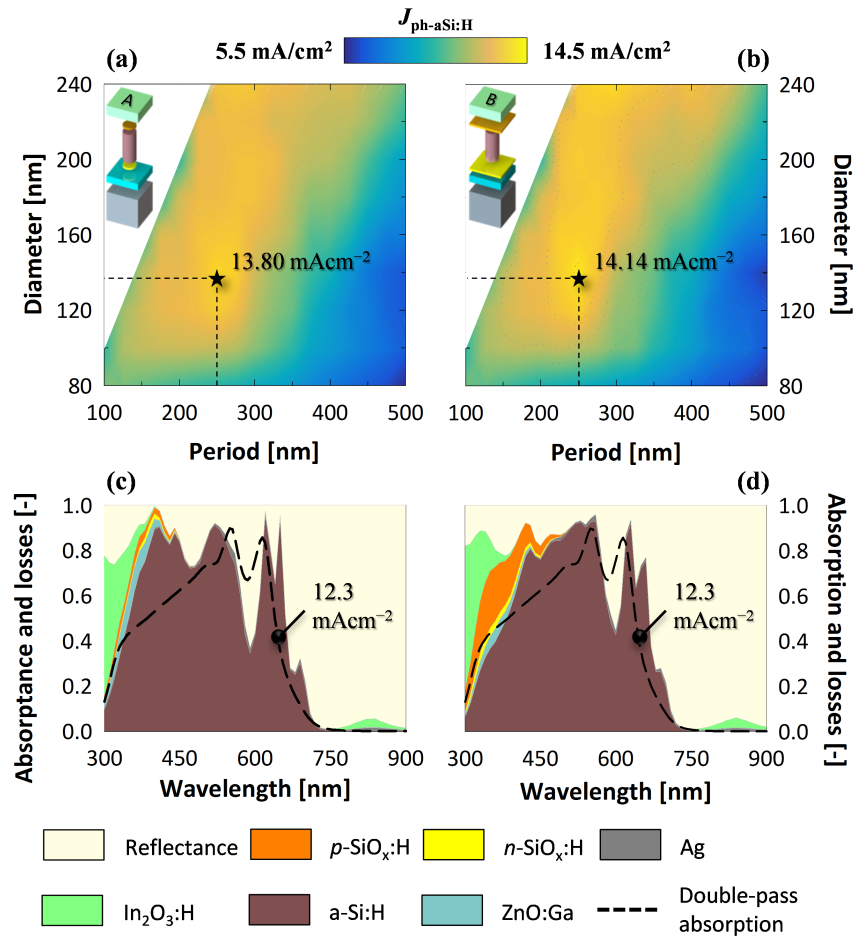 J_ph-aSi:H
5.5 mA/cm² 14.5 mA/cm²
(a) (b)
240 240
A B
200 200
160 160
120 120
80 80
Diameter [nm] Diameter [nm]
13.80 mAcm⁻² 14.14 mAcm⁻²
100 200 300 400 500 100 200 300 400 500
Period [nm] Period [nm]
(c) (d)
1.0 1.0
0.8 0.8
0.6 0.6
0.4 0.4
0.2 0.2
0.0 0.0
Absorptance and losses [-] Absorption and losses [-]
12.3
mAcm⁻²
12.3
mAcm⁻²
300 450 600 750 900 300 450 600 750 900
Wavelength [nm] Wavelength [nm]
Reflectance p-SiOₓ:H n-SiOₓ:H Ag
In₂O₃:H a-Si:H ZnO:Ga Double-pass
absorption